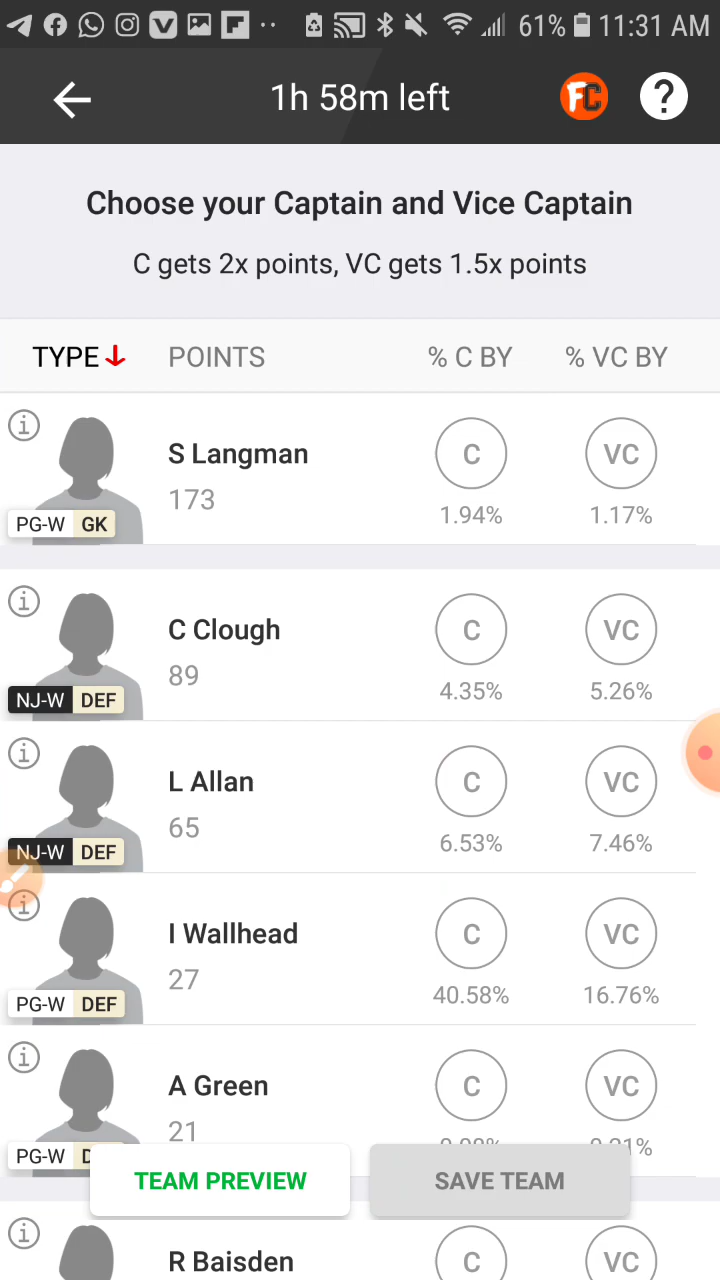 61% 11:31 AM
1h 58m left
FC
?
Choose your Captain and Vice Captain
C gets 2x points, VC gets 1.5x points
TYPE POINTS % C BY % VC BY
S Langman
173
C VC
1.94% 1.17%
PG-W GK
C Clough
89
C VC
4.35% 5.26%
NJ-W DEF
L Allan
65
C VC
6.53% 7.46%
NJ-W DEF
I Wallhead
27
C VC
40.58% 16.76%
PG-W DEF
A Green
21
C VC
PG-W
TEAM PREVIEW SAVE TEAM
R Baisden
C VC